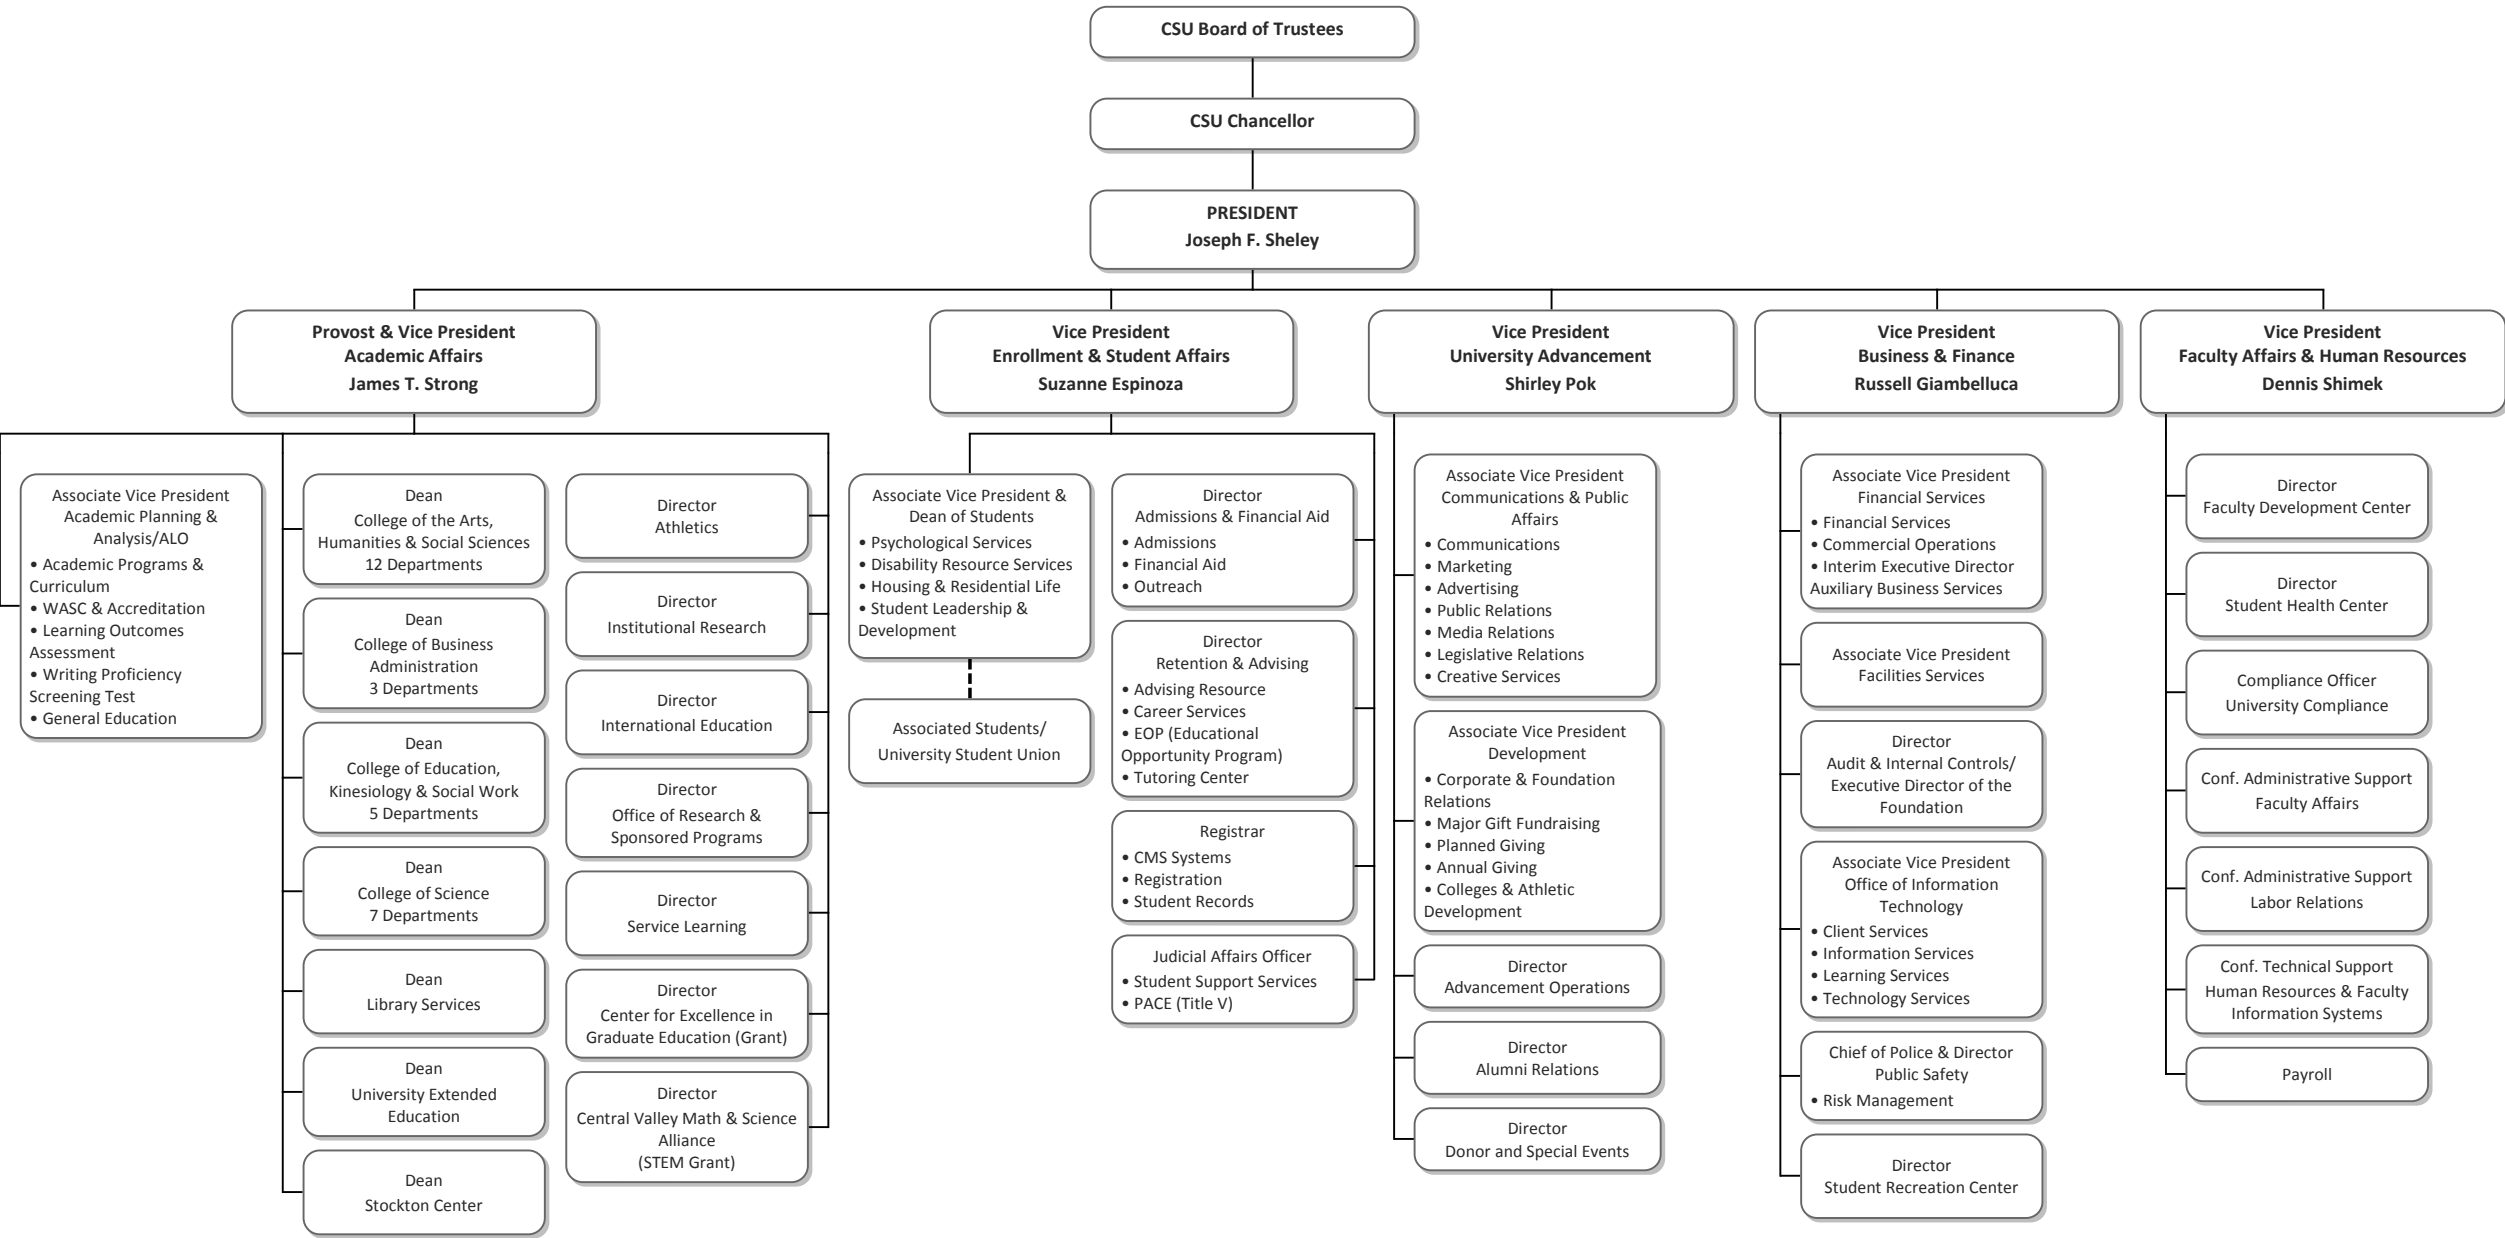 CSU Board of Trustees
CSU Chancellor
PRESIDENT
Joseph F. Sheley
Provost & Vice President
Academic Affairs
James T. Strong
Associate Vice President
Academic Planning &
Analysis/ALO
• Academic Programs &
Curriculum
• WASC & Accreditation
• Learning Outcomes
Assessment
• Writing Proficiency
Screening Test
• General Education
Dean
College of the Arts,
Humanities & Social Sciences
12 Departments
Dean
College of Business
Administration
3 Departments
Dean
College of Education,
Kinesiology & Social Work
5 Departments
Dean
College of Science
7 Departments
Dean
Library Services
Dean
University Extended
Education
Dean
Stockton Center
Director
Athletics
Director
Institutional Research
Director
International Education
Director
Office of Research &
Sponsored Programs
Director
Service Learning
Director
Center for Excellence in
Graduate Education (Grant)
Director
Central Valley Math & Science
Alliance
(STEM Grant)
Vice President
Enrollment & Student Affairs
Suzanne Espinoza
Associate Vice President &
Dean of Students
• Psychological Services
• Disability Resource Services
• Housing & Residential Life
• Student Leadership &
Development
Associated Students/
University Student Union
Director
Admissions & Financial Aid
• Admissions
• Financial Aid
• Outreach
Director
Retention & Advising
• Advising Resource
• Career Services
• EOP (Educational
Opportunity Program)
• Tutoring Center
Registrar
• CMS Systems
• Registration
• Student Records
Judicial Affairs Officer
• Student Support Services
• PACE (Title V)
Vice President
University Advancement
Shirley Pok
Associate Vice President
Communications & Public
Affairs
• Communications
• Marketing
• Advertising
• Public Relations
• Media Relations
• Legislative Relations
• Creative Services
Associate Vice President
Development
• Corporate & Foundation
Relations
• Major Gift Fundraising
• Planned Giving
• Annual Giving
• Colleges & Athletic
Development
Director
Advancement Operations
Director
Alumni Relations
Director
Donor and Special Events
Vice President
Business & Finance
Russell Giambelluca
Associate Vice President
Financial Services
• Financial Services
• Commercial Operations
• Interim Executive Director
Auxiliary Business Services
Associate Vice President
Facilities Services
Director
Audit & Internal Controls/
Executive Director of the
Foundation
Associate Vice President
Office of Information
Technology
• Client Services
• Information Services
• Learning Services
• Technology Services
Chief of Police & Director
Public Safety
• Risk Management
Director
Student Recreation Center
Vice President
Faculty Affairs & Human Resources
Dennis Shimek
Director
Faculty Development Center
Director
Student Health Center
Compliance Officer
University Compliance
Conf. Administrative Support
Faculty Affairs
Conf. Administrative Support
Labor Relations
Conf. Technical Support
Human Resources & Faculty
Information Systems
Payroll